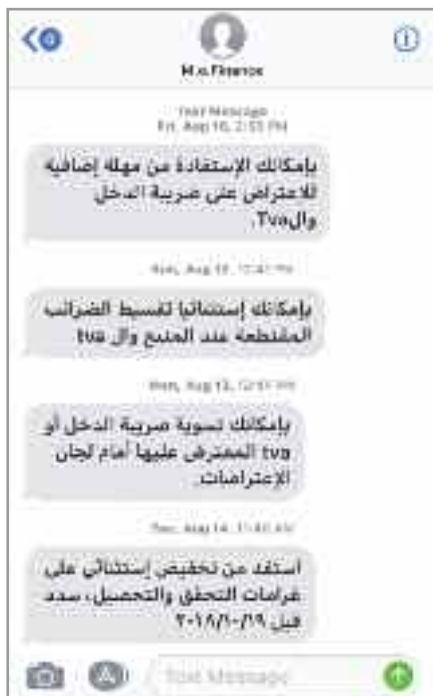 M.o.Finance
Text Message
Fri, Aug 10, 2:55 PM
بإمكانك الإستفادة من مهلة إضافية
للاعتراض على ضريبة الدخل
والTva.
بإمكانك إستثنائيا تقسيط الضرائب
المقتطعة عند المنبع وال tva
بإمكانك تسوية ضريبة الدخل أو
tva المعترض عليها أمام لجان
الإعتراضات.
استفد من تخفيض إستثنائي على
غرامات التحقق والتحصيل، سدد
قبل ٢٠١٨/١٠/١٩
Text Message